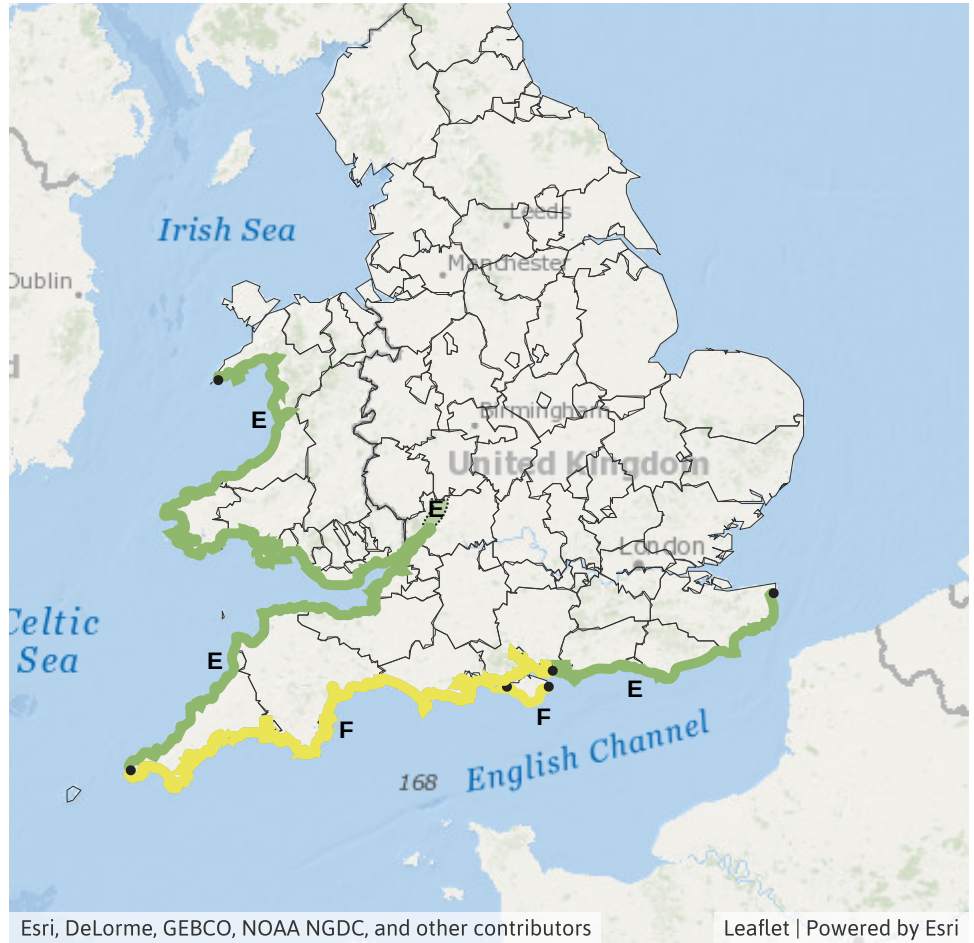 Leeds
Irish Sea
Manchester
Dublin
d
Birmingham
E
United Kingdom
E
London
Celtic
Sea
E
E
F
F
English Channel
168
Esri, DeLorme, GEBCO, NOAA NGDC, and other contributors
Leaflet | Powered by Esri